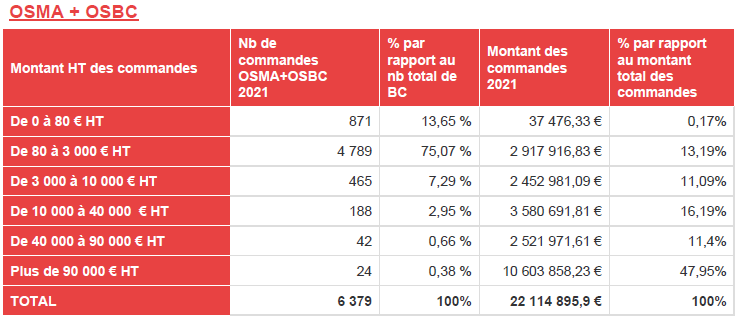 OSMA + OSBC
Montant HT des commandes
Nb de
commandes
OSMA+OSBC
2021
% par
rapport au
nb total de
BC
Montant des
commandes
2021
% par rapport
au montant
total des
commandes
De 0 à 80 € HT 871 13,65 % 37 476,33 € 0,17%
De 80 à 3 000 € HT 4 789 75,07 % 2 917 916,83 € 13,19%
De 3 000 à 10 000 € HT 465 7,29 % 2 452 981,09 € 11,09%
De 10 000 à 40 000 € HT 188 2,95 % 3 580 691,81 € 16,19%
De 40 000 à 90 000 € HT 42 0,66 % 2 521 971,61 € 11,4%
Plus de 90 000 € HT 24 0,38 % 10 603 858,23 € 47,95%
TOTAL 6 379 100% 22 114 895,9 € 100%